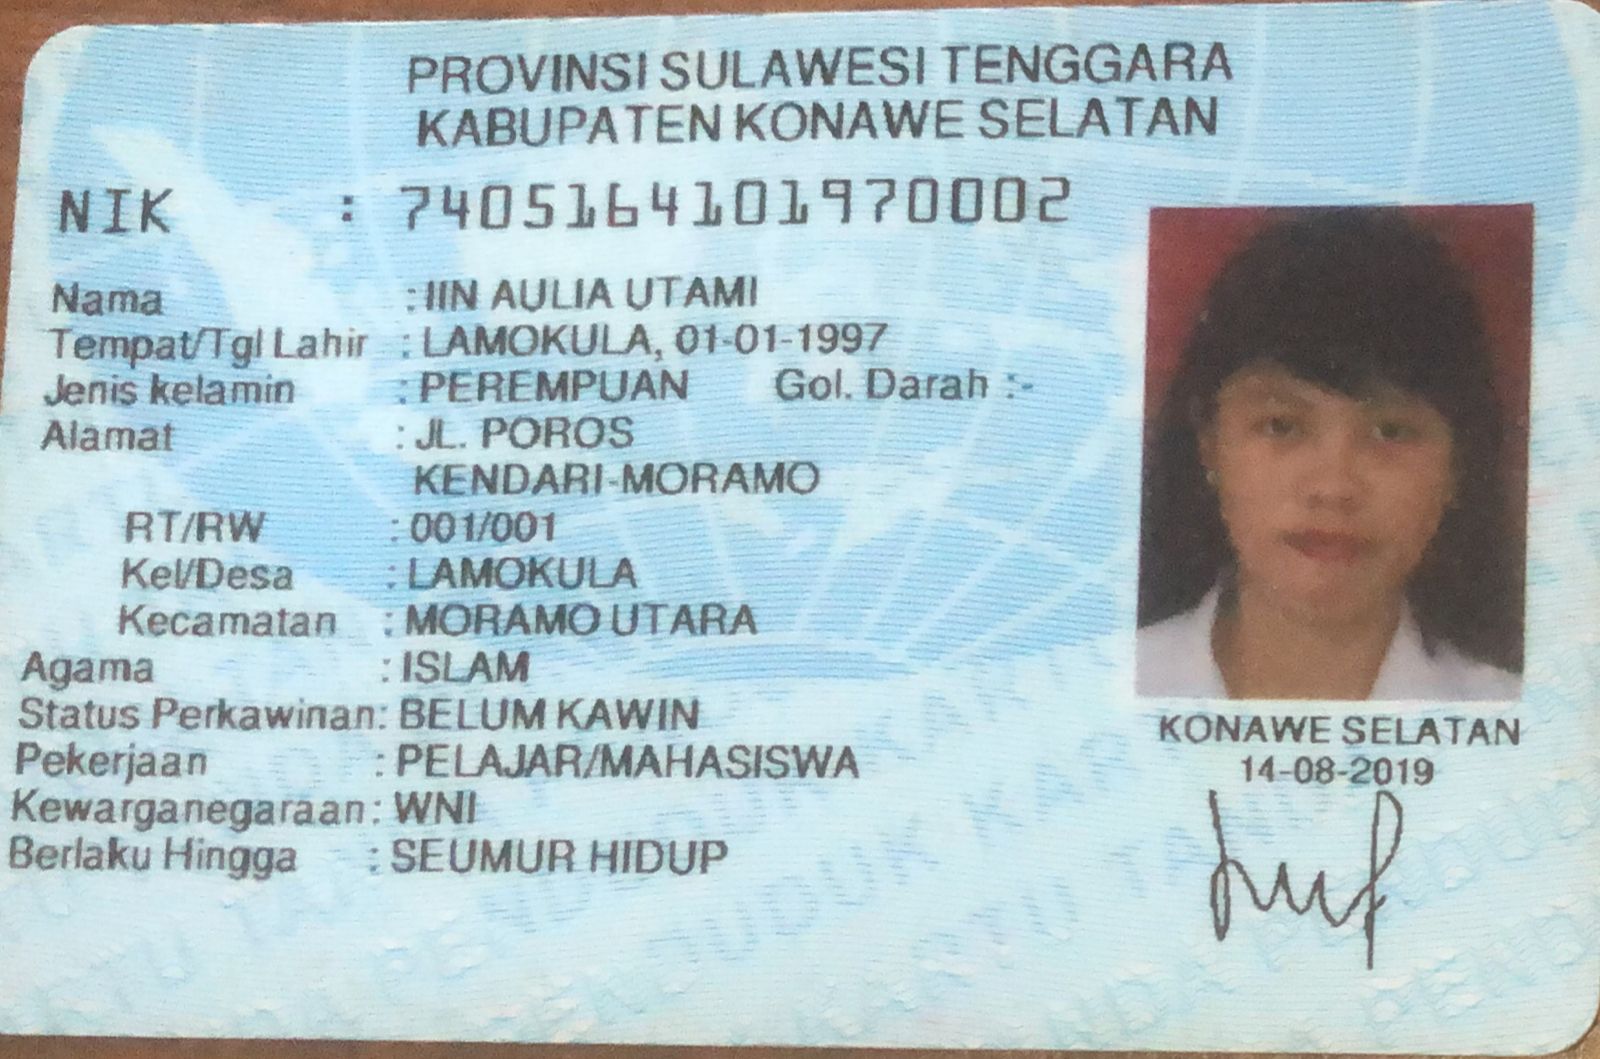 PROVINSI SULAWESI TENGGARA
KABUPATEN KONAWE SELATAN
NIK : 7405164101970002
Nama : IIN AULIA UTAMI
Tempat/Tgl Lahir : LAMOKULA, 01-01-1997
Jenis kelamin : PEREMPUAN Gol. Darah :-
Alamat : JL. POROS
KENDARI-MORAMO
RT/RW : 001/001
Kel/Desa : LAMOKULA
Kecamatan : MORAMO UTARA
Agama : ISLAM
Status Perkawinan: BELUM KAWIN
Pekerjaan : PELAJAR/MAHASISWA
Kewarganegaraan: WNI
Berlaku Hingga : SEUMUR HIDUP
KONAWE SELATAN
14-08-2019